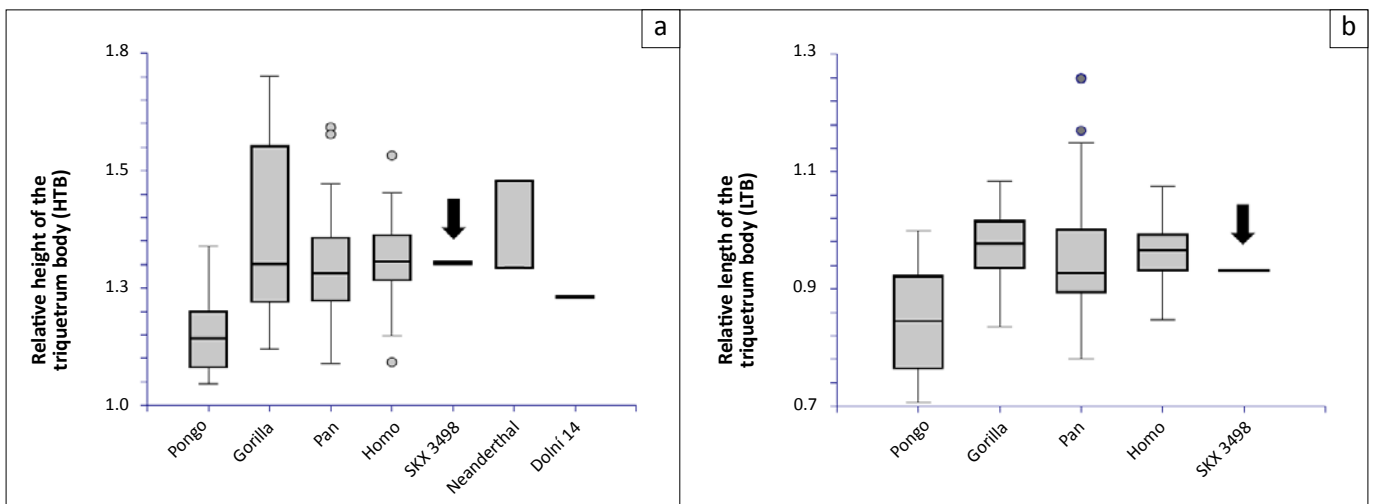 a
Relative height of the
triquetrum body (HTB)
1.8
1.5
1.3
1.0
Pongo
Gorilla
Pan
Homo
SKX 3498
Neanderthal
Dolní 14
b
Relative length of the
triquetrum body (LTB)
1.3
1.1
0.9
0.7
Pongo
Gorilla
Pan
Homo
SKX 3498